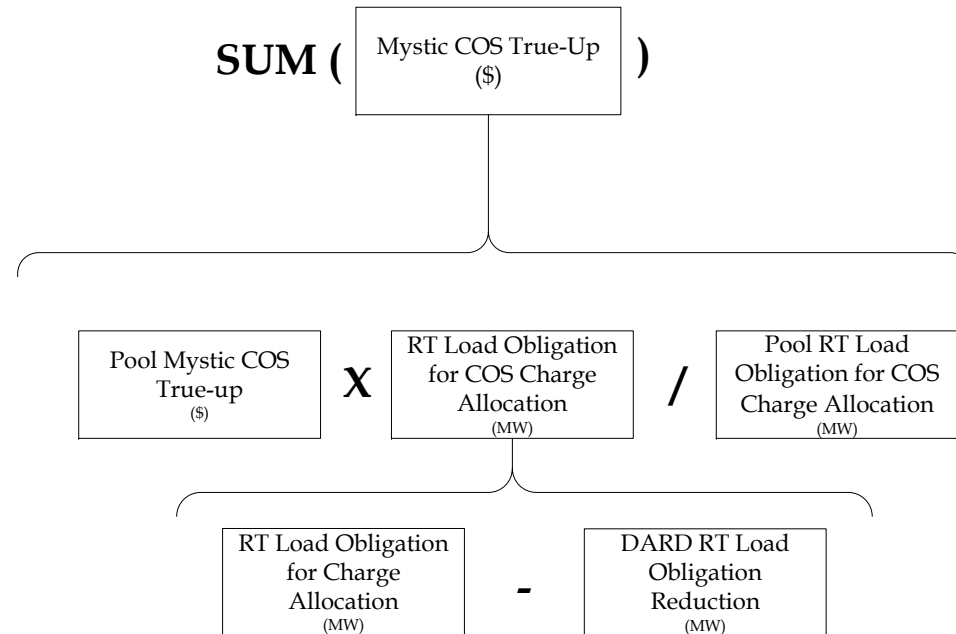 SUM ( Mystic COS True-Up )
($)
Pool Mystic COS
True-up
($)
X
RT Load Obligation
for COS Charge
Allocation
(MW)
/
Pool RT Load
Obligation for COS
Charge Allocation
(MW)
RT Load Obligation
for Charge
Allocation
(MW)
-
DARD RT Load
Obligation
Reduction
(MW)